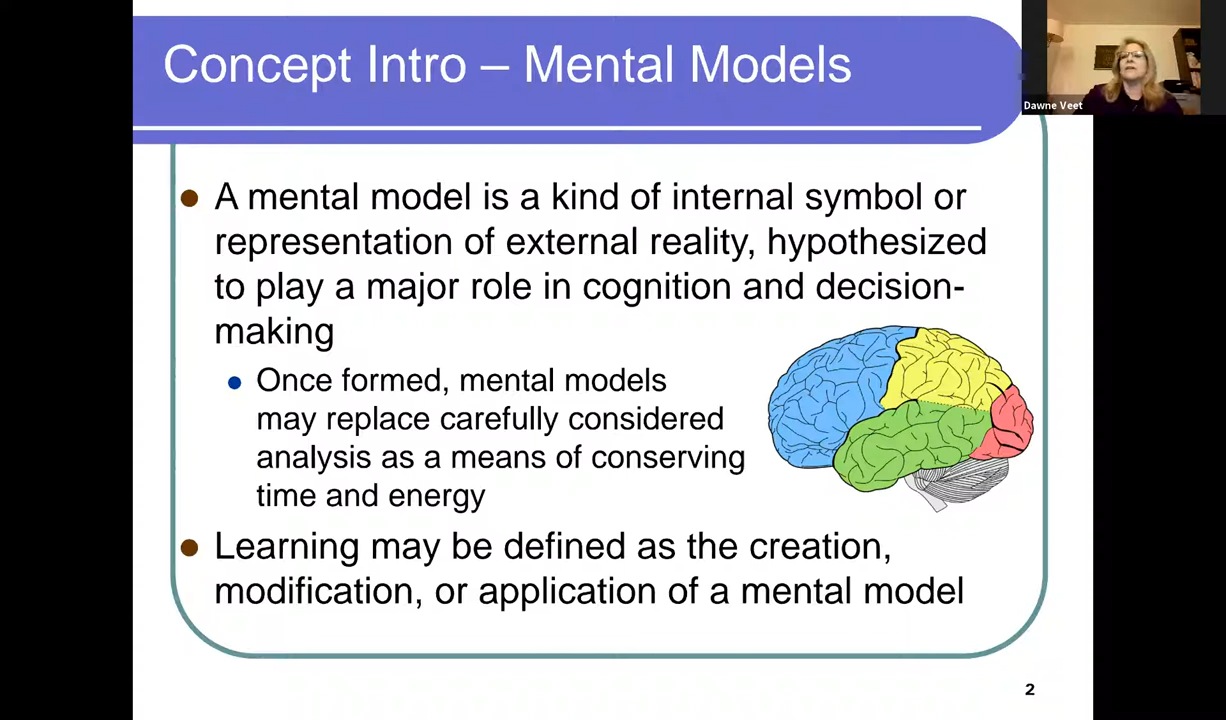 Concept Intro – Mental Models
Dawne Veet
A mental model is a kind of internal symbol or
representation of external reality, hypothesized
to play a major role in cognition and decision-
making
Once formed, mental models
may replace carefully considered
analysis as a means of conserving
time and energy
Learning may be defined as the creation,
modification, or application of a mental model
2